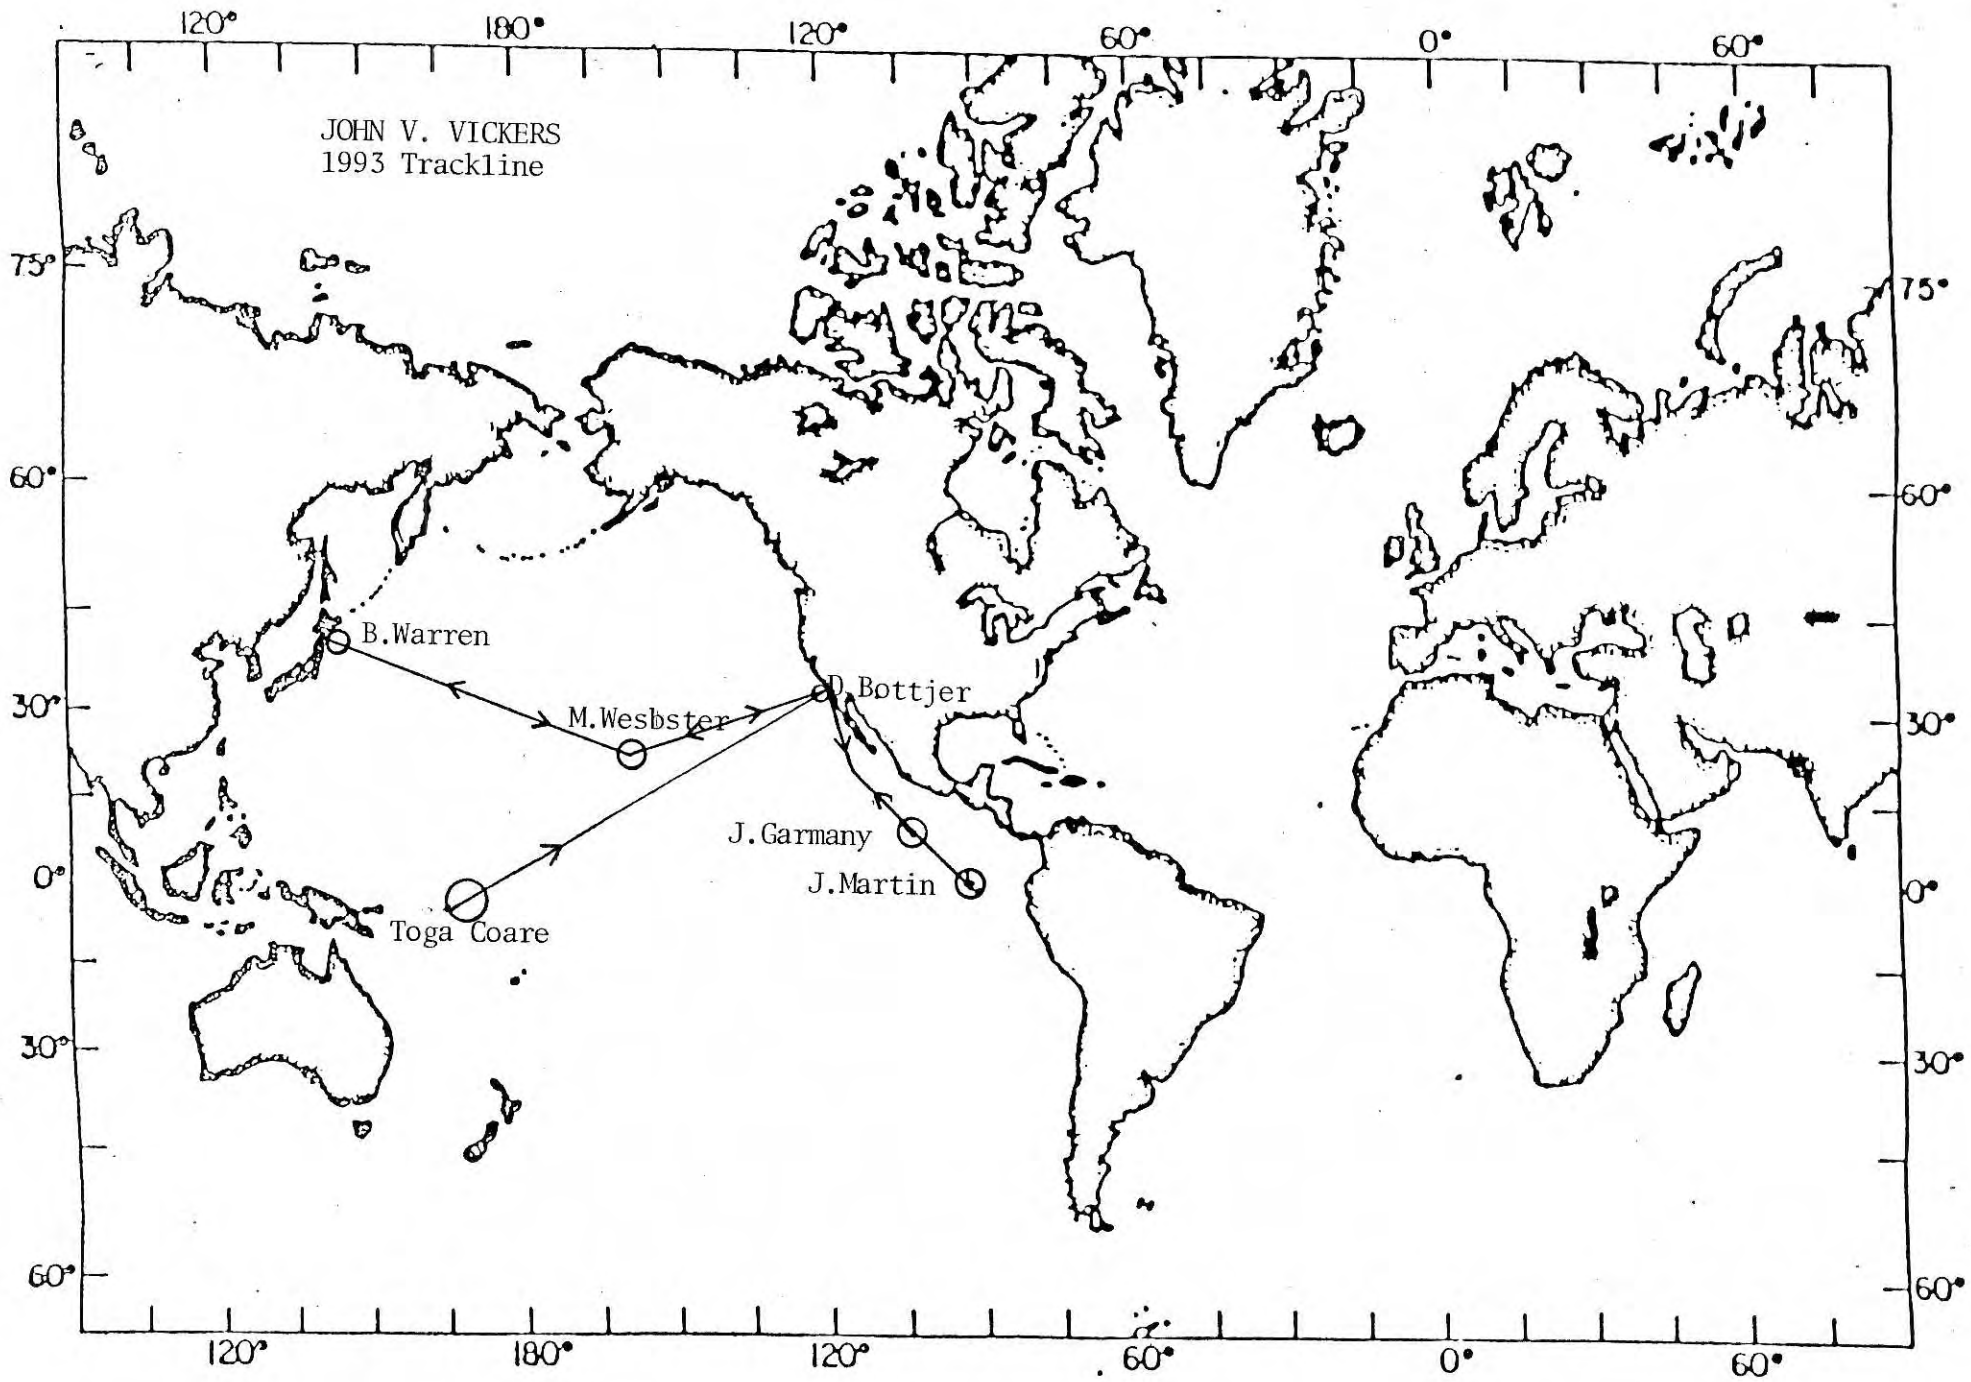 120° 180° 120° 60° 0° 60°
JOHN V. VICKERS
1993 Trackline
75° 75°
60° 60°
B.Warren
D.Bottjer
30° M.Wesbster 30°
J.Garmany
0° J.Martin 0°
Toga Coare
30° 30°
60° 60°
120° 180° 120° 60° 0° 60°